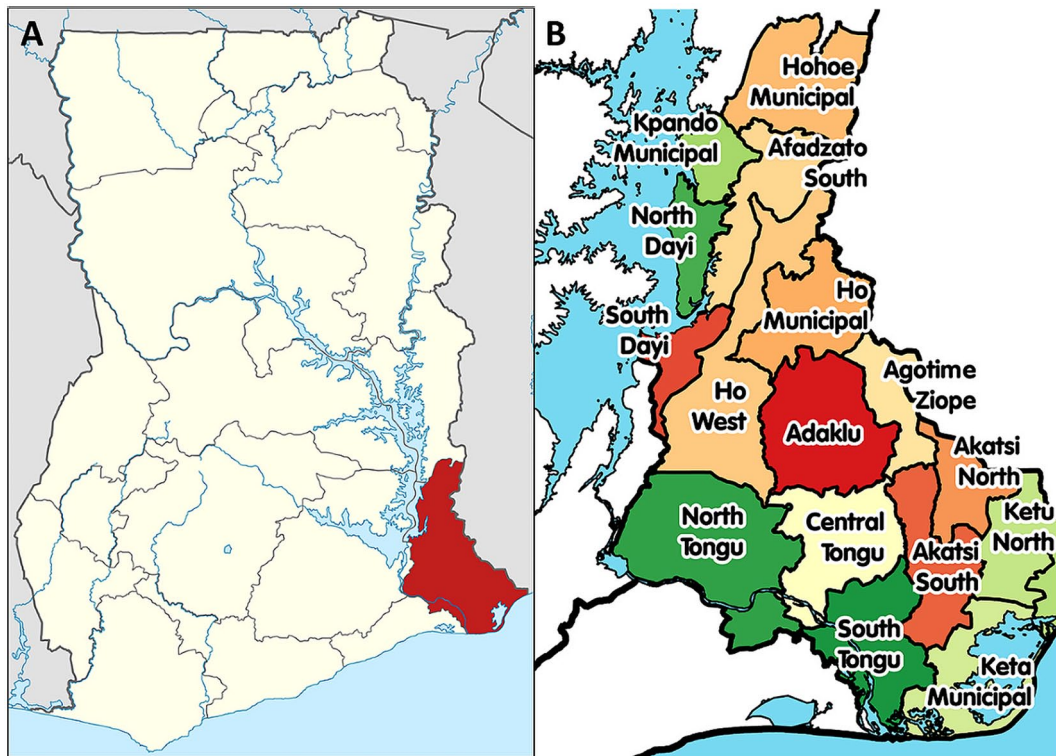 A
B
Hohoe
Municipal
Kpando
Municipal
Afadzato
South
North
Dayi
South
Dayi
Ho
Municipal
Agotime
Ziope
Ho
West
Adaklu
Akatsi
North
North
Tongu
Central
Tongu
Akatsi
South
Ketu
North
South
Tongu
Keta
Municipal